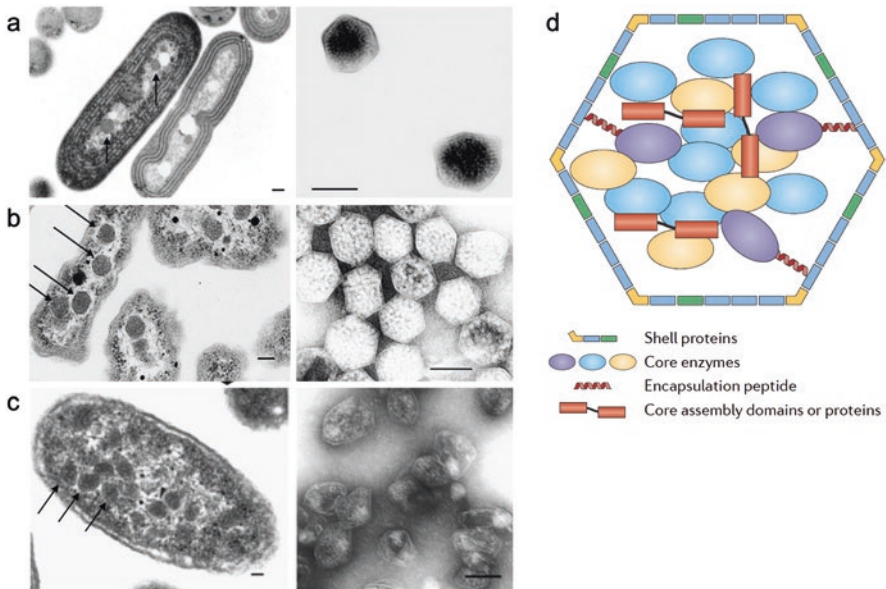 a
b
c
d
Shell proteins
Core enzymes
Encapsulation peptide
Core assembly domains or proteins